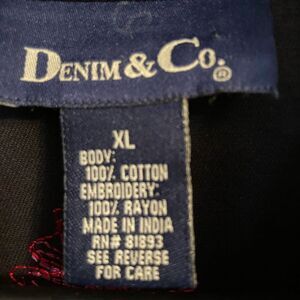 DENIM & CO.®
XL
BODY:
100% COTTON
EMBROIDERY:
100% RAYON
MADE IN INDIA
RN# 81893
SEE REVERSE
FOR CARE